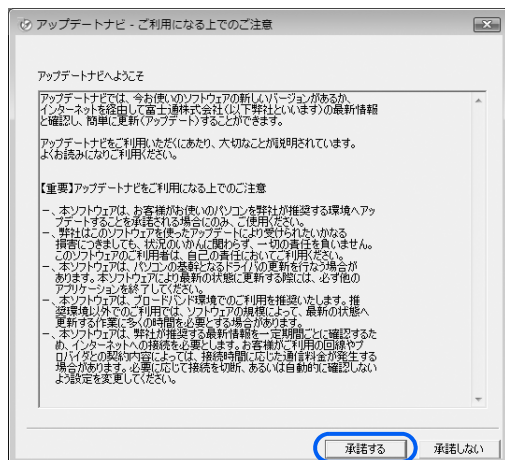 アップデートナビ - ご利用になる上でのご注意
アップデートナビへようこそ
アップデートナビでは、今お使いのソフトウェアの新しいバージョンがあるか、
インターネットを経由して富士通株式会社(以下弊社といいます)の最新情報
と確認し、簡単に更新(アップデート)することができます。
アップデートナビをご利用いただくにあたり、大切なことが説明されています。
よくお読みになりご利用ください。
【重要】アップデートナビをご利用になる上でのご注意
一、本ソフトウェアは、お客様がお使いのパソコンを弊社が推奨する環境へアッ
プデートすることを承諾される場合にのみ、ご使用ください。
一、弊社はこのソフトウェアを使ったアップデートにより受けられたいかなる
損害につきましても、状況のいかんに関わらず、一切の責任を負いません。
このソフトウェアのご利用者は、自己の責任においてご利用ください。
一、本ソフトウェアは、パソコンの基幹となるドライバの更新を行なう場合が
あります。本ソフトウェアにより最新の状態に更新する際には、必ず他の
アプリケーションを終了してください。
一、本ソフトウェアは、ブロードバンド環境でのご利用を推奨いたします。推
奨環境以外でのご利用では、ソフトウェアの規模によって、最新の状態へ
更新する作業に多くの時間を必要とする場合があります。
一、本ソフトウェアは、弊社が推奨する最新情報を一定期間ごとに確認するた
め、インターネットへの接続を必要とします。お客様がご利用の回線やプ
ロバイダとの契約内容によっては、接続時間に応じた通信料金が発生する
場合があります。必要に応じて接続を切断、あるいは自動的に確認しない
よう設定を変更してください。
承諾する
承諾しない